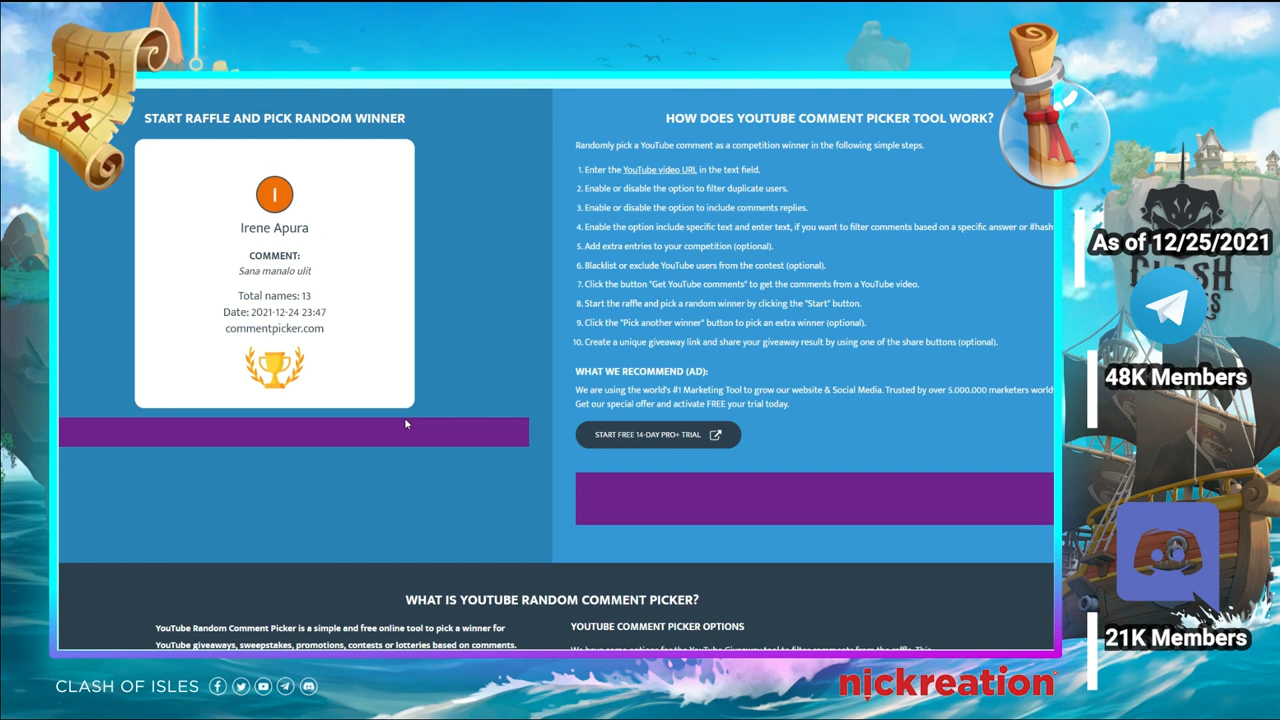 START RAFFLE AND PICK RANDOM WINNER
I
Irene Apura
COMMENT:
Sana manalo ulit
Total names: 13
Date: 2021-12-24 23:47
commentpicker.com
HOW DOES YOUTUBE COMMENT PICKER TOOL WORK?
Randomly pick a YouTube comment as a competition winner in the following simple steps.
1. Enter the YouTube video URL in the text field.
2. Enable or disable the option to filter duplicate users.
3. Enable or disable the option to include comments replies.
4. Enable the option include specific text and enter text, if you want to filter comments based on a specific answer or #hash
5. Add extra entries to your competition (optional).
6. Blacklist or exclude YouTube users from the contest (optional).
7. Click the button "Get YouTube comments" to get the comments from a YouTube video.
8. Start the raffle and pick a random winner by clicking the "Start" button.
9. Click the "Pick another winner" button to pick an extra winner (optional).
10. Create a unique giveaway link and share your giveaway result by using one of the share buttons (optional).
WHAT WE RECOMMEND (AD):
We are using the world's #1 Marketing Tool to grow our website & Social Media. Trusted by over 5.000.000 marketers world
Get our special offer and activate FREE your trial today.
START FREE 14-DAY PRO+ TRIAL
WHAT IS YOUTUBE RANDOM COMMENT PICKER?
YouTube Random Comment Picker is a simple and free online tool to pick a winner for
YouTube giveaways, sweepstakes, promotions, contests or lotteries based on comments.
YOUTUBE COMMENT PICKER OPTIONS
As of 12/25/2021
CLASH
48K Members
21K Members
CLASH OF ISLES
nickreation